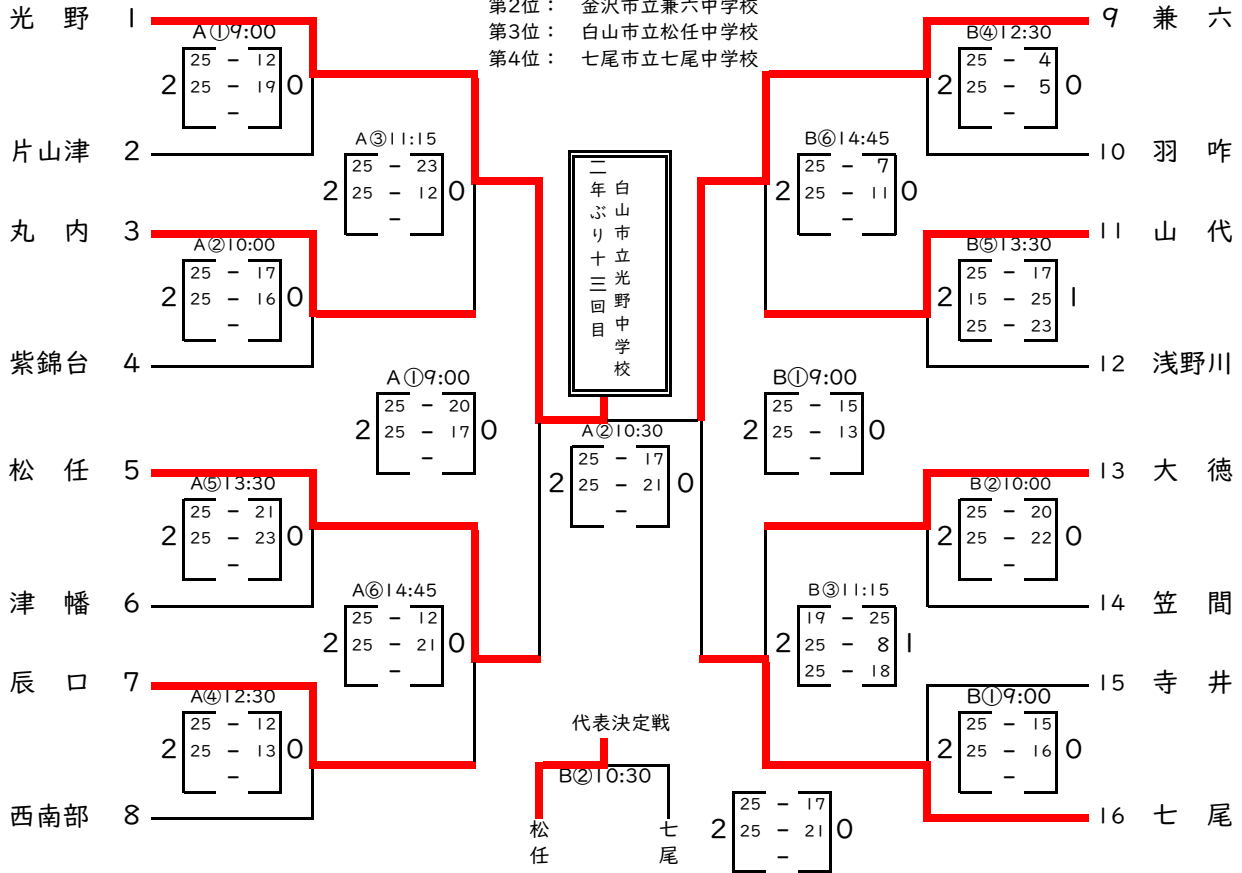 第2位： 金沢市立兼六中学校
第3位： 白山市立松任中学校
第4位： 七尾市立七尾中学校
光 野 1
A①9:00
25 - 12
2 25 - 19 0
-
片山津 2
A③11:15
25 - 23
2 25 - 12 0
-
丸 内 3
A②10:00
25 - 17
2 25 - 16 0
-
紫錦台 4
A①9:00
25 - 20
2 25 - 17 0
-
松 任 5
A⑤13:30
25 - 21
2 25 - 23 0
-
津 幡 6
A⑥14:45
25 - 12
2 25 - 21 0
-
辰 口 7
A④12:30
25 - 12
2 25 - 13 0
-
西南部 8
白山市立光野中学校
二年ぶり十三回目
A②10:30
25 - 17
2 25 - 21 0
-
代表決定戦
B②10:30
松任
七尾
25 - 17
2 25 - 21 0
-
9 兼 六
B④12:30
25 - 4
2 25 - 5 0
-
10 羽 咋
B⑥14:45
25 - 7
2 25 - 11 0
-
11 山 代
B⑤13:30
25 - 17
2 15 - 25 1
25 - 23
12 浅野川
B①9:00
25 - 15
2 25 - 13 0
-
13 大 徳
B②10:00
25 - 20
2 25 - 22 0
-
14 笠 間
B③11:15
19 - 25
2 25 - 8 1
25 - 18
15 寺 井
B①9:00
25 - 15
2 25 - 16 0
-
16 七 尾